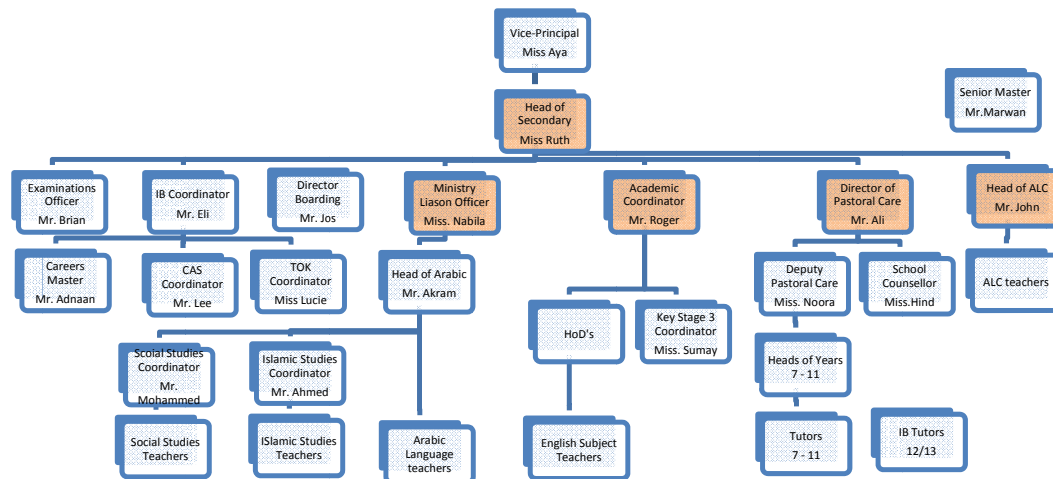 Vice-Principal
Miss Aya
Senior Master
Mr.Marwan
Head of
Secondary
Miss Ruth
Examinations
Officer
Mr. Brian
IB Coordinator
Mr. Eli
Director
Boarding
Mr. Jos
Ministry
Liason Officer
Miss. Nabila
Academic
Coordinator
Mr. Roger
Director of
Pastoral Care
Mr. Ali
Head of ALC
Mr. John
Careers
Master
Mr. Adnaan
CAS
Coordinator
Mr. Lee
TOK
Coordinator
Miss Lucie
Head of Arabic
Mr. Akram
Deputy
Pastoral Care
Miss. Noora
School
Counsellor
Miss.Hind
ALC teachers
HoD's
Key Stage 3
Coordinator
Miss. Sumay
Scoial Studies
Coordinator
Mr.
Mohammed
Islamic Studies
Coordinator
Mr. Ahmed
Heads of Years
7 - 11
Social Studies
Teachers
ISlamic Studies
Teachers
Arabic
Language
teachers
English Subject
Teachers
Tutors
7 - 11
IB Tutors
12/13